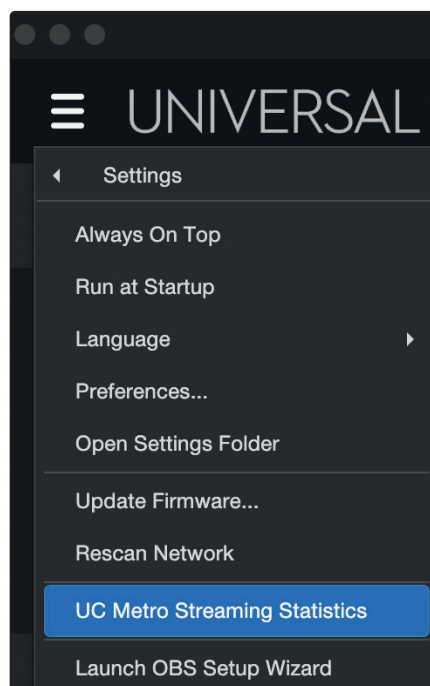 UNIVERSAL
Settings
Always On Top
Run at Startup
Language
Preferences...
Open Settings Folder
Update Firmware...
Rescan Network
UC Metro Streaming Statistics
Launch OBS Setup Wizard